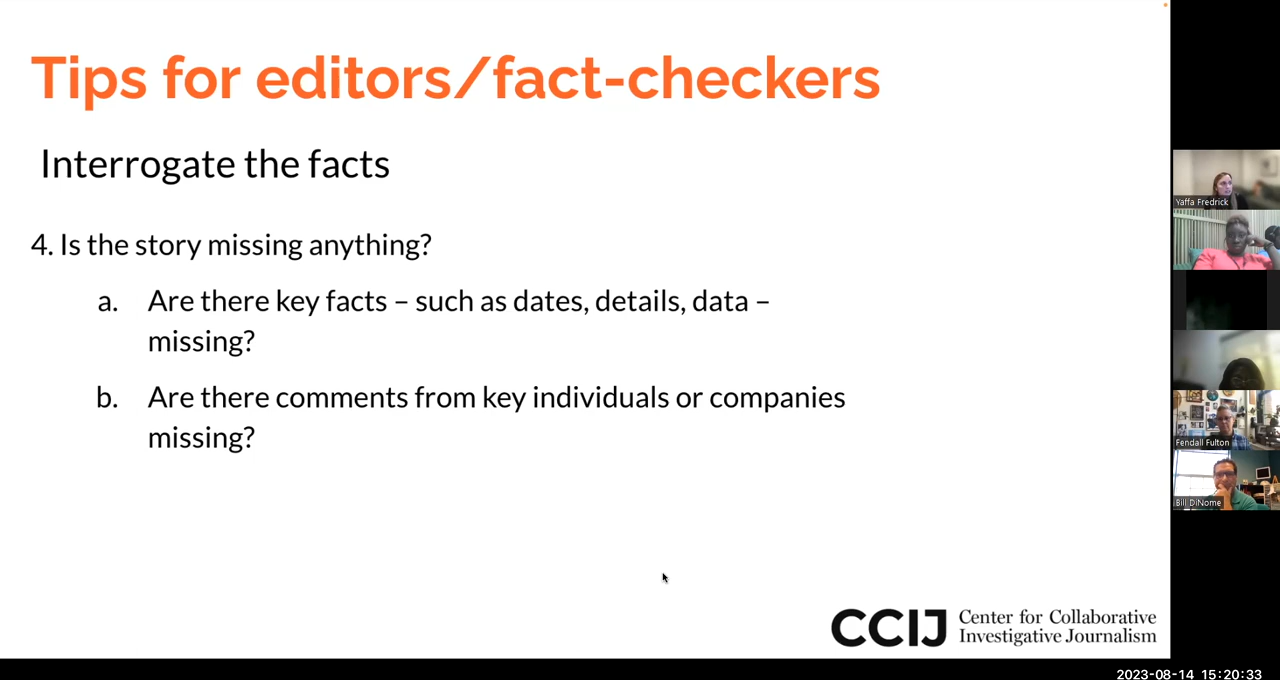 Tips for editors/fact-checkers
Interrogate the facts
4. Is the story missing anything?
a. Are there key facts – such as dates, details, data –
missing?
b. Are there comments from key individuals or companies
missing?
CCIJ
Center for Collaborative
Investigative Journalism
Yaffa Fredrick
Fendall Fulton
Bill DiNome
2023-08-14 15:20:33